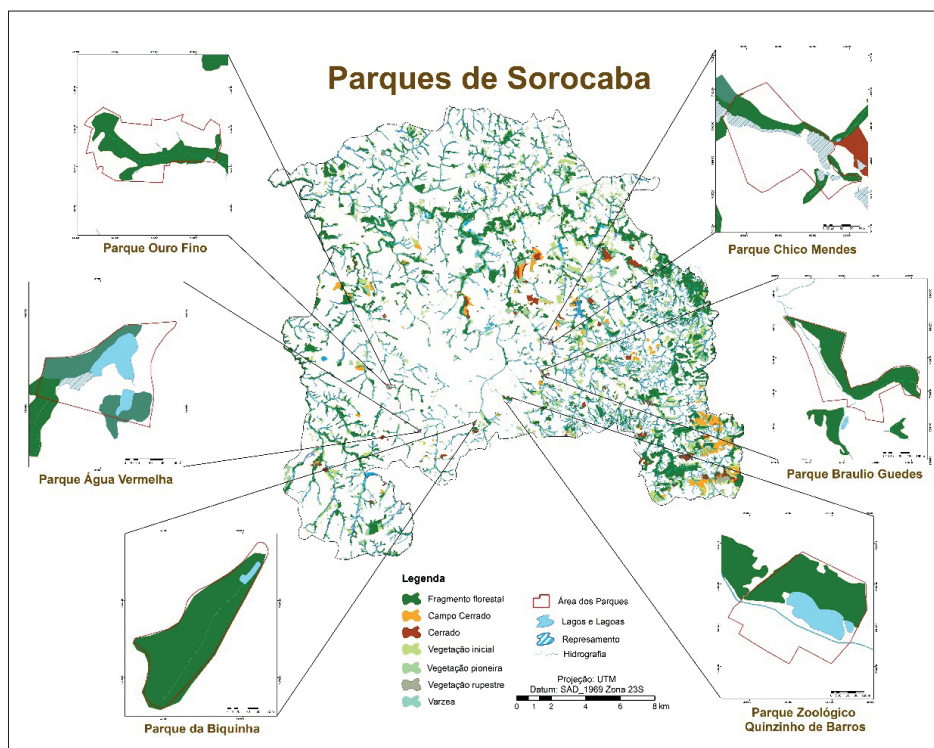 Parques de Sorocaba
Parque Ouro Fino
Parque Chico Mendes
Parque Água Vermelha
Parque Braulio Guedes
Parque da Biquinha
Parque Zoológico
Quinzinho de Barros
Legenda
Fragmento florestal
Campo Cerrado
Cerrado
Vegetação inicial
Vegetação pioneira
Vegetação rupestre
Varzea
Área dos Parques
Lagos e Lagoas
Represamento
Hidrografia
Projeção: UTM
Datum: SAD_1969 Zona 23S
0 1 2 4 6 8 km